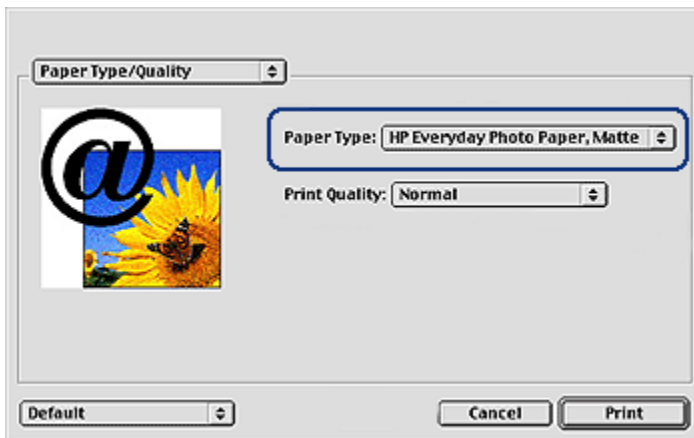 Paper Type/Quality
@
Paper Type: HP Everyday Photo Paper, Matte
Print Quality: Normal
Default
Cancel
Print